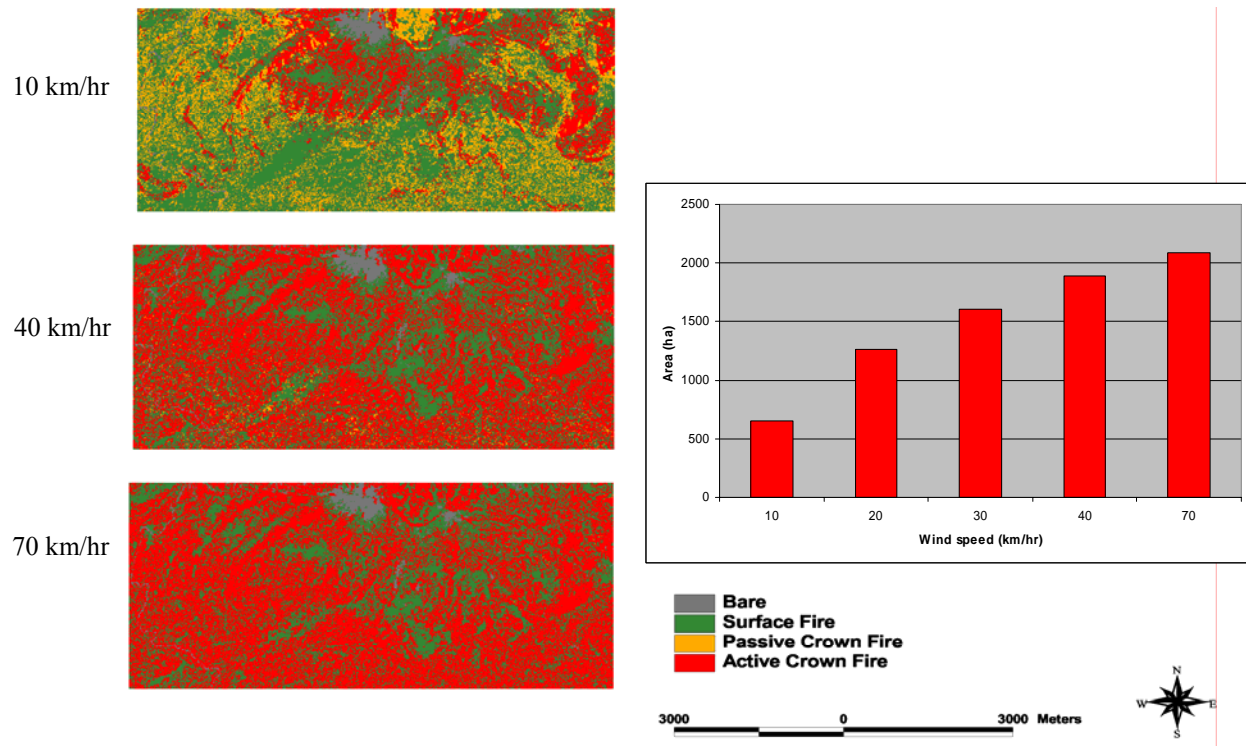 10 km/hr
40 km/hr
70 km/hr
2500
2000
1500
1000
500
0
Area (ha)
10 20 30 40 70
Wind speed (km/hr)
Bare
Surface Fire
Passive Crown Fire
Active Crown Fire
3000 0 3000 Meters
N
W E
S